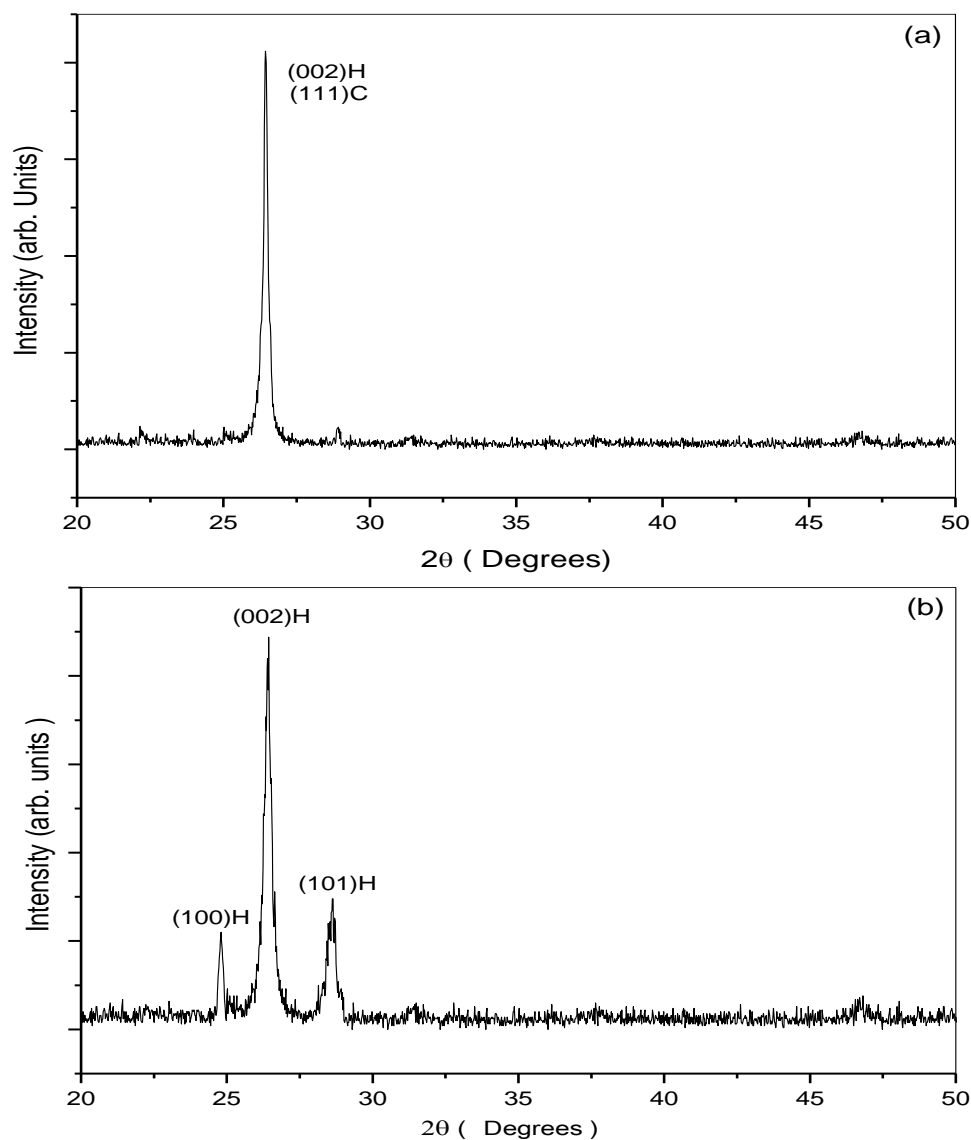 (a)
(002)H
(111)C
Intensity (arb. Units)
20 25 30 35 40 45 50
2θ ( Degrees)
(b)
(002)H
(101)H
(100)H
Intensity (arb. units )
20 25 30 35 40 45 50
2θ ( Degrees )